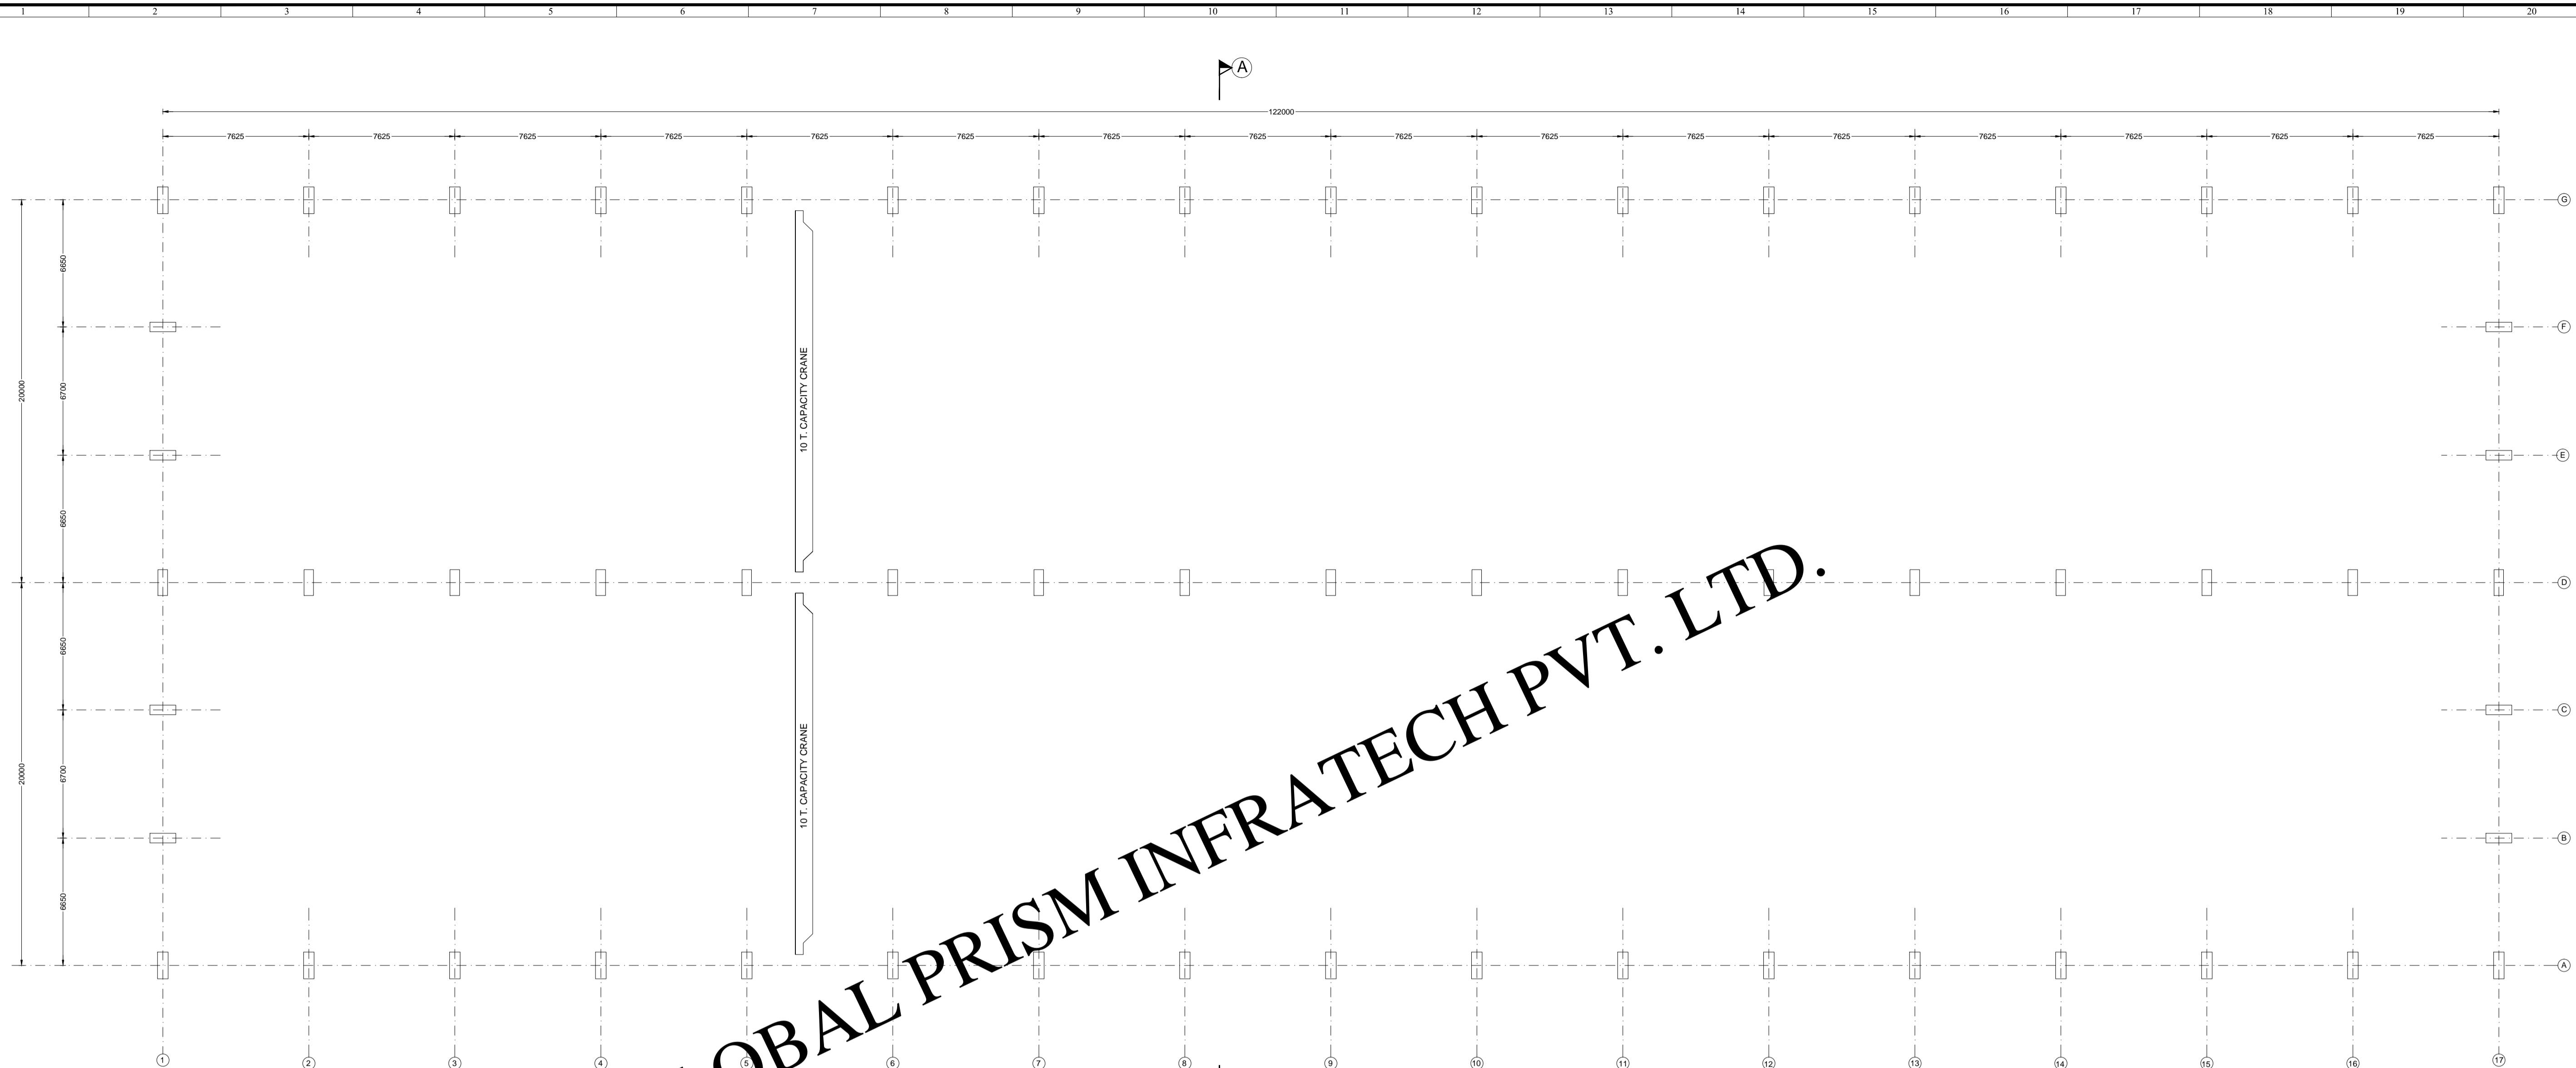 1 2 3 4 5 6 7 8 9 10 11 12 13 14 15 16 17 18 19 20
A
122000
7625 7625 7625 7625 7625 7625 7625 7625 7625 7625 7625 7625 7625 7625 7625 7625
G
6650
F
20000
6700
10 T. CAPACITY CRANE
E
6650
D
6650
C
20000
6700
10 T. CAPACITY CRANE
B
6650
A
OBAL PRISM INFRATECH PVT. LTD.
1 2 3 4 5 6 7 8 9 10 11 12 13 14 15 16 17